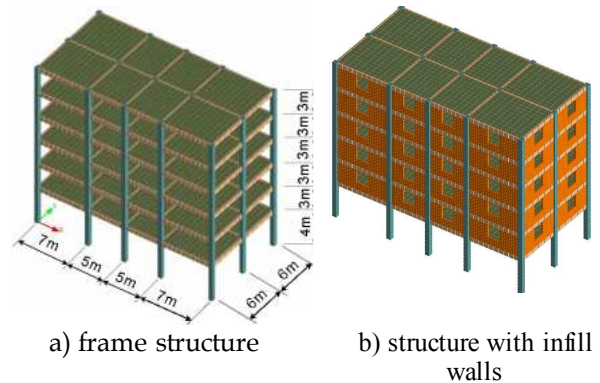 3m
3m
3m
3m
3m
4m
7m
5m
5m
7m
6m
6m
a) frame structure
b) structure with infill
walls